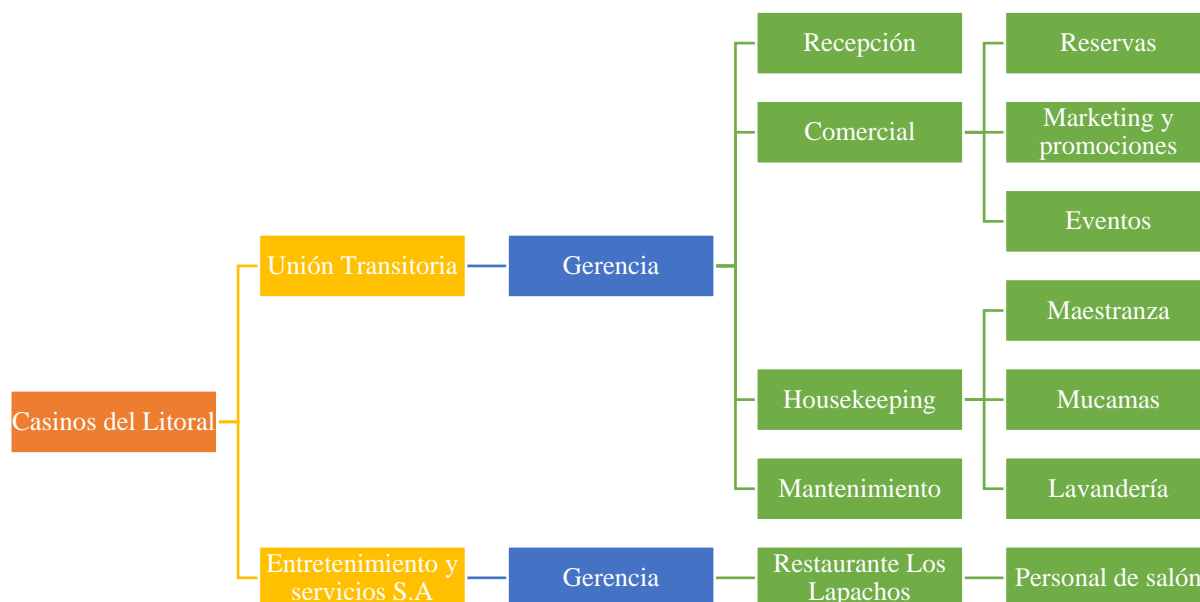 Recepción
Reservas
Comercial
Marketing y
promociones
Eventos
Unión Transitoria
Gerencia
Maestranza
Casinos del Litoral
Housekeeping
Mucamas
Mantenimiento
Lavandería
Entretenimiento y
servicios S.A
Gerencia
Restaurante Los
Lapachos
Personal de salón